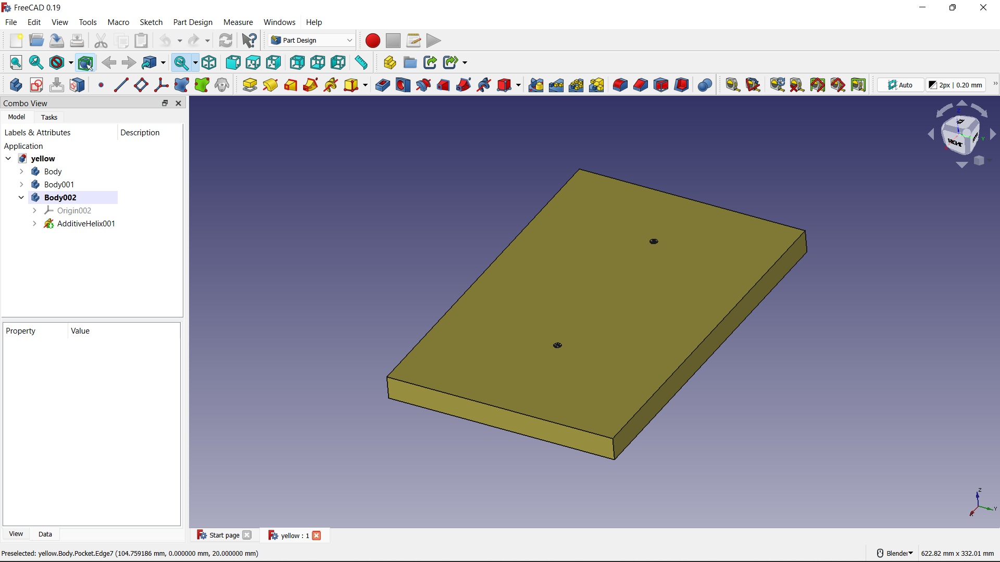 FreeCAD 0.19
File Edit View Tools Macro Sketch Part Design Measure Windows Help
Part Design
Auto 2px | 0.20 mm
Combo View
Model Tasks
Labels & Attributes Description
Application
yellow
Body
Body001
Body002
Origin002
AdditiveHelix001
Property Value
View Data
Z
RIGHT
Y
Z
Y
X
Start page yellow : 1
Preselected: yellow.Body.Pocket.Edge7 (104.759186 mm, 0.000000 mm, 20.000000 mm) Blender 622.82 mm x 332.01 mm